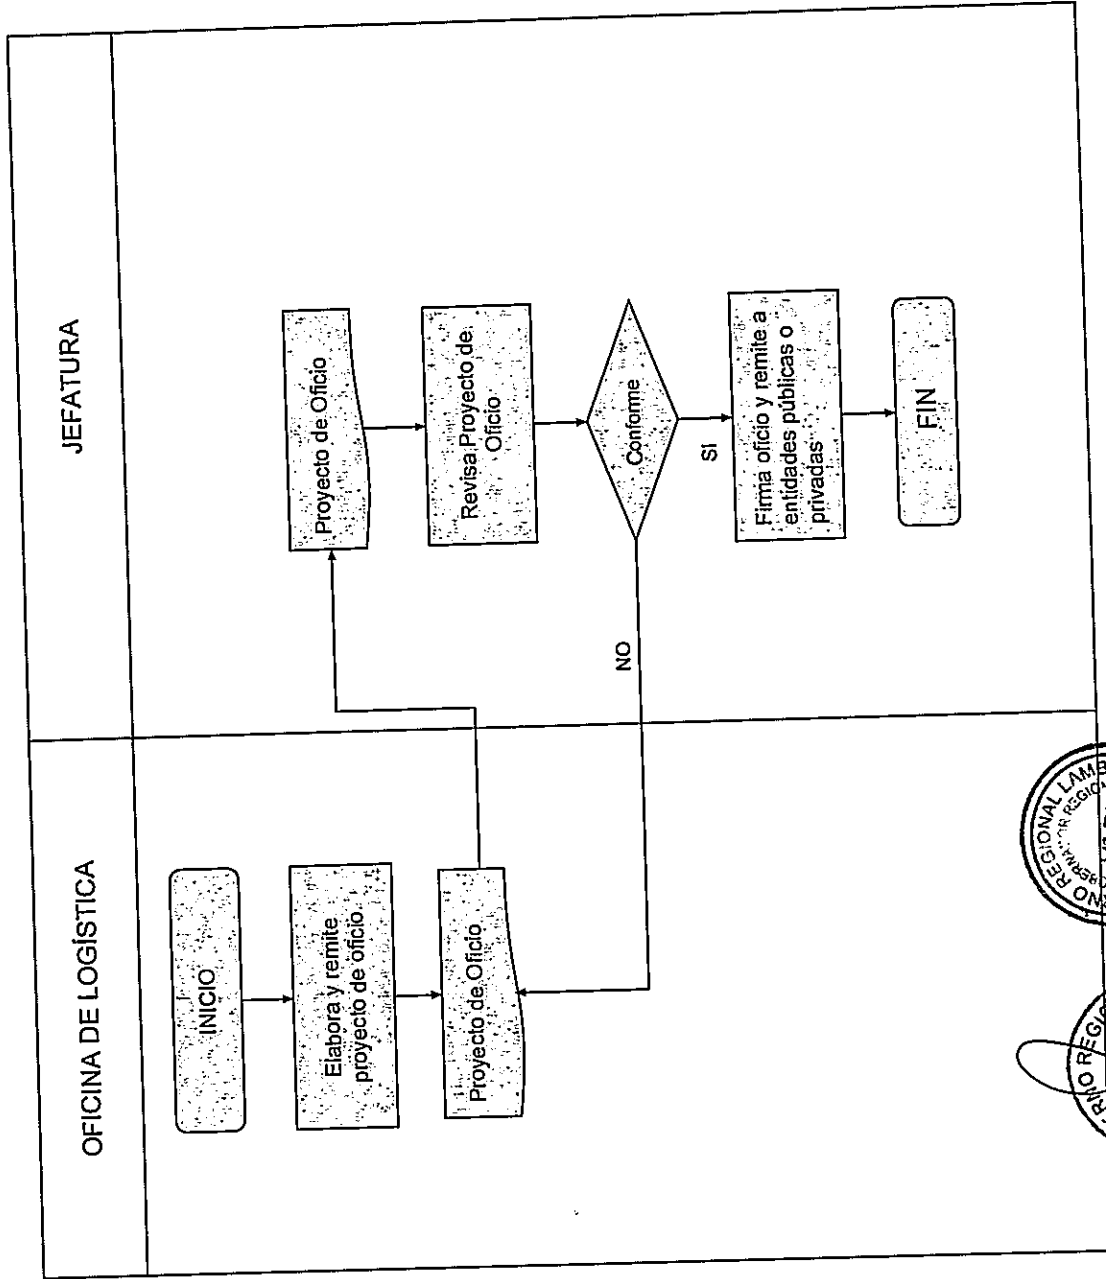 OFICINA DE LOGÍSTICA
JEFATURA
INICIO
Elabora y remite
proyecto de oficio
Proyecto de Oficio
Proyecto de Oficio
Revisa Proyecto de
Oficio
Conforme
NO
SI
Firma oficio y remite a
entidades públicas o
privadas
FIN
REGIONAL